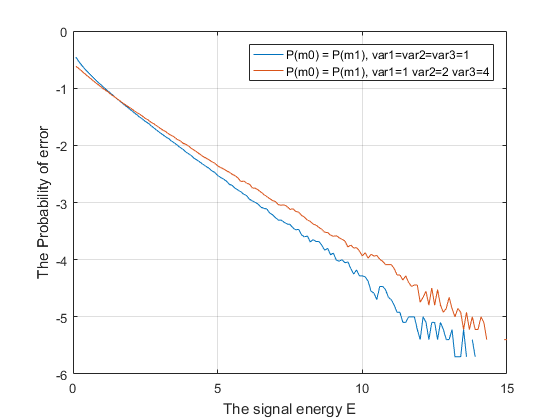 0
P(m0) = P(m1), var1=var2=var3=1
P(m0) = P(m1), var1=1 var2=2 var3=4
-1
-2
-3
-4
-5
-6
The Probability of error
0 5 10 15
The signal energy E